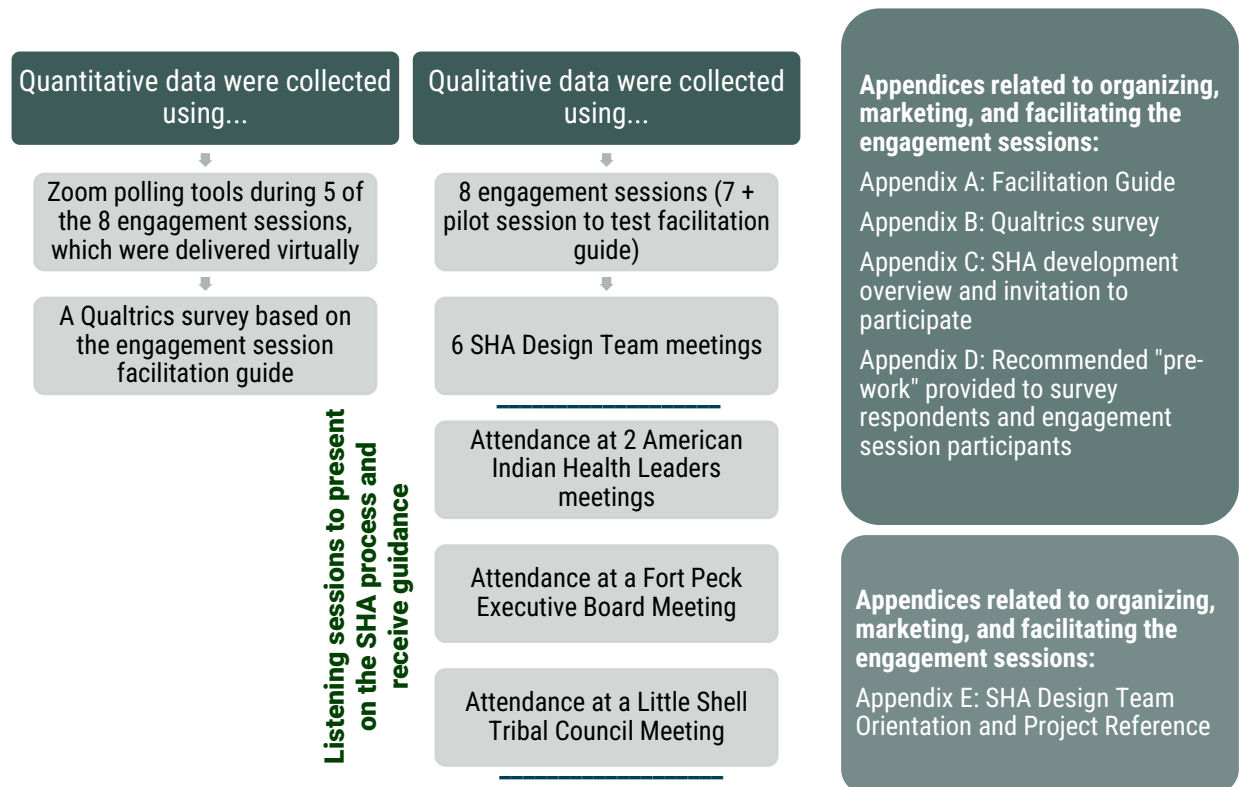 Quantitative data were collected
using...
Zoom polling tools during 5 of
the 8 engagement sessions,
which were delivered virtually
A Qualtrics survey based on
the engagement session
facilitation guide
Qualitative data were collected
using...
8 engagement sessions (7 +
pilot session to test facilitation
guide)
6 SHA Design Team meetings
Listening sessions to present
on the SHA process and
receive guidance
Attendance at 2 American
Indian Health Leaders
meetings
Attendance at a Fort Peck
Executive Board Meeting
Attendance at a Little Shell
Tribal Council Meeting
Appendices related to organizing,
marketing, and facilitating the
engagement sessions:
Appendix A: Facilitation Guide
Appendix B: Qualtrics survey
Appendix C: SHA development
overview and invitation to
participate
Appendix D: Recommended "pre-
work" provided to survey
respondents and engagement
session participants
Appendices related to organizing,
marketing, and facilitating the
engagement sessions:
Appendix E: SHA Design Team
Orientation and Project Reference